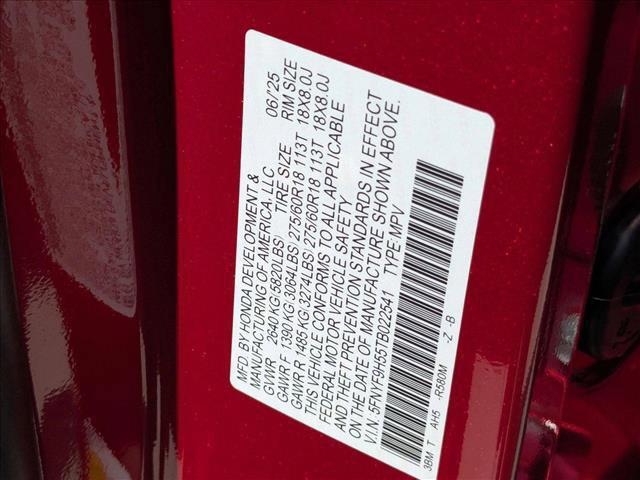 MFD. BY HONDA DEVELOPMENT &
MANUFACTURING OF AMERICA, LLC 06/'25
GVWR 2640 KG(5820LBS) TIRE SIZE RIM SIZE
GAWR F 1390 KG(3064LBS) 275/60R18 113T 18X8.0J
GAWR R 1485 KG(3274LBS) 275/60R18 113T 18X8.0J
THIS VEHICLE CONFORMS TO ALL APPLICABLE
FEDERAL MOTOR VEHICLE SAFETY
AND THEFT PREVENTION STANDARDS IN EFFECT
ON THE DATE OF MANUFACTURE SHOWN ABOVE.
V.I.N. 5FNYF9H55TB022541 TYPE:MPV
3BM T AH5 -R580M -Z -B